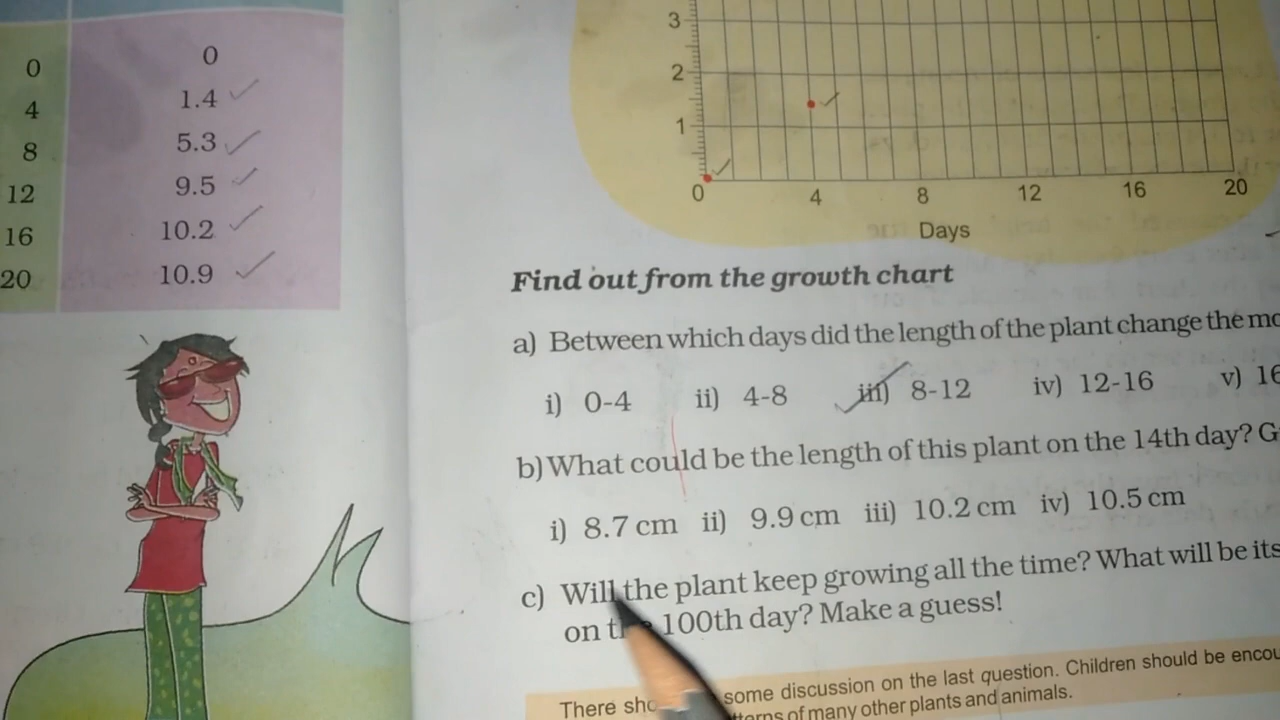 0 0
4 1.4
8 5.3
12 9.5
16 10.2
20 10.9
3
2
1
0 4 8 12 16 20
Days
Find out from the growth chart
a) Between which days did the length of the plant change the
i) 0-4 ii) 4-8 iii) 8-12 iv) 12-16 v)
b) What could be the length of this plant on the 14th day?
i) 8.7 cm ii) 9.9 cm iii) 10.2 cm iv) 10.5 cm
c) Will the plant keep growing all the time? What will be its
on 100th day? Make a guess!
There some discussion on the last question. Children should be
of many other plants and animals.